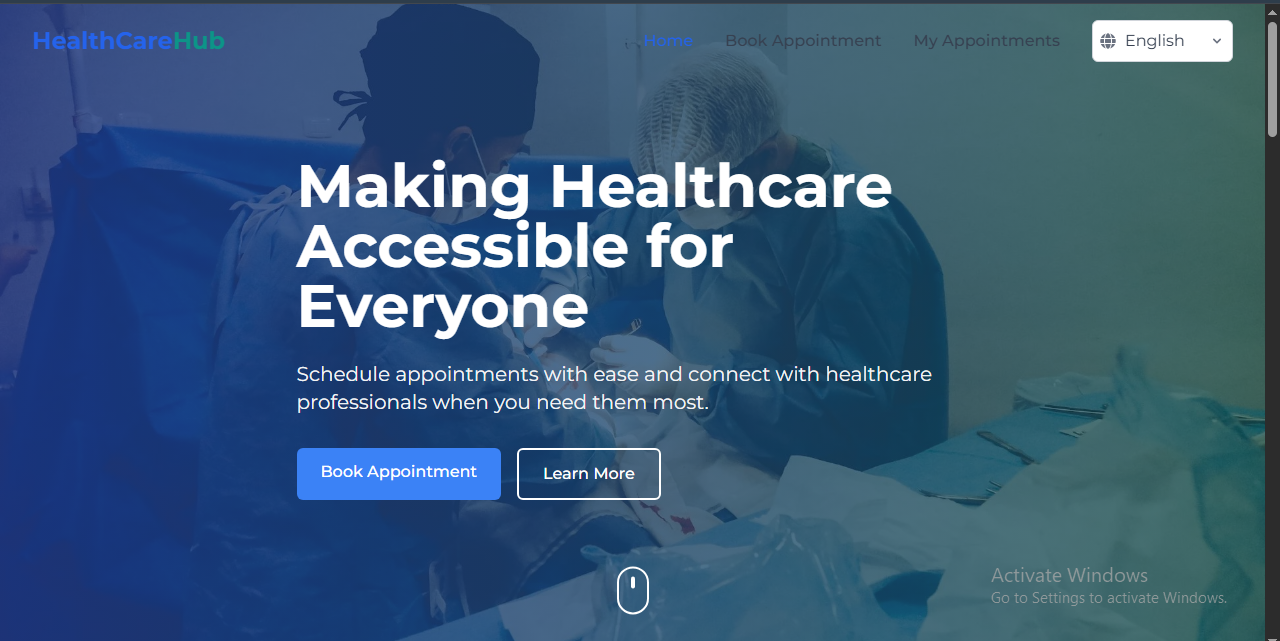 HealthCareHub
Home
Book Appointment
My Appointments
English
Making Healthcare
Accessible for
Everyone
Schedule appointments with ease and connect with healthcare
professionals when you need them most.
Book Appointment
Learn More
Activate Windows
Go to Settings to activate Windows.